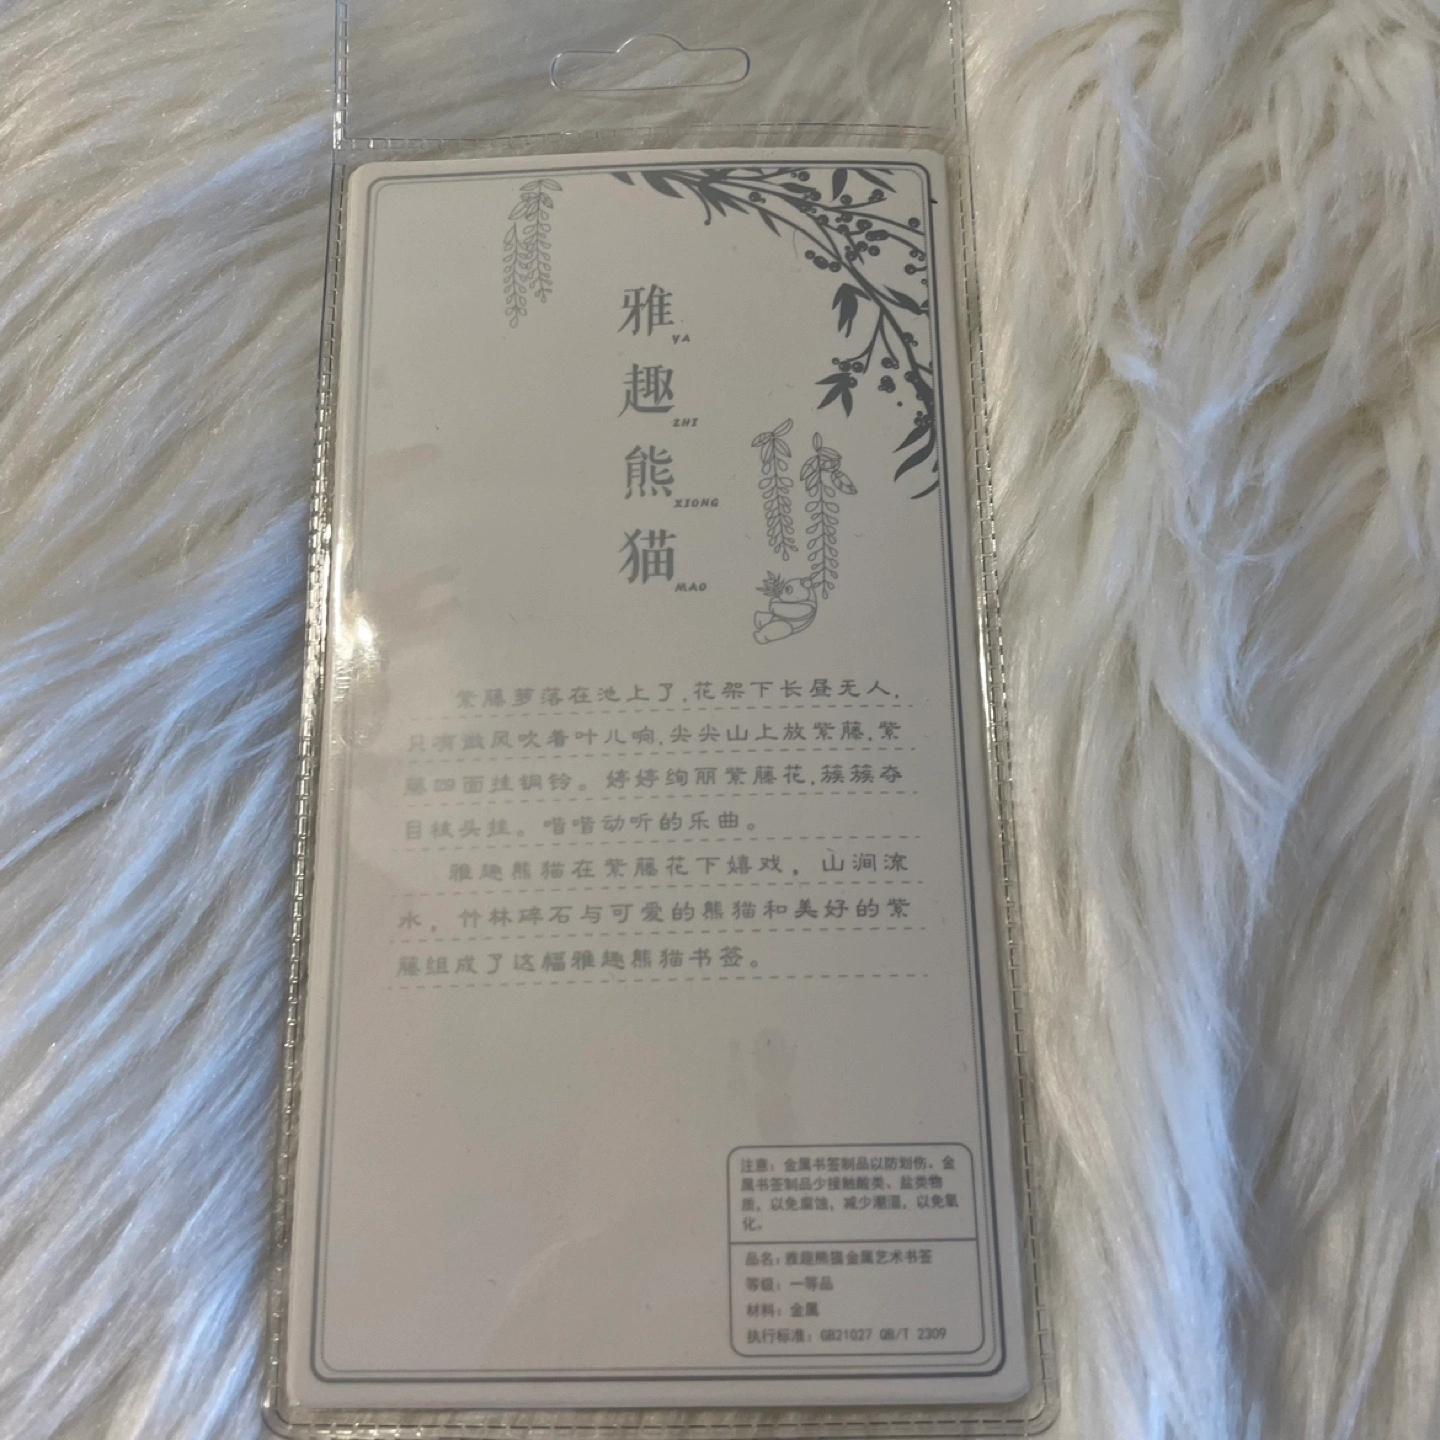 雅
YA
趣
ZHI
熊
XIONG
猫
MAO
紫藤萝落在池上了,花架下长昼无人,
只有微风吹着叶儿响,尖尖山上放紫藤,紫
藤四面挂铜铃。婷婷绚丽紫藤花,簇簇夺
目枝头挂。喈喈动听的乐曲。
雅趣熊猫在紫藤花下嬉戏，山涧流
水，竹林碎石与可爱的熊猫和美好的紫
藤组成了这幅雅趣熊猫书签。
注意：金属书签制品以防划伤、金
属书签制品少接触酸类、盐类物
质，以免腐蚀，减少潮湿，以免氧
化。
品名：雅趣熊猫金属艺术书签
等级：一等品
材料：金属
执行标准：GB21027 QB/T 2309